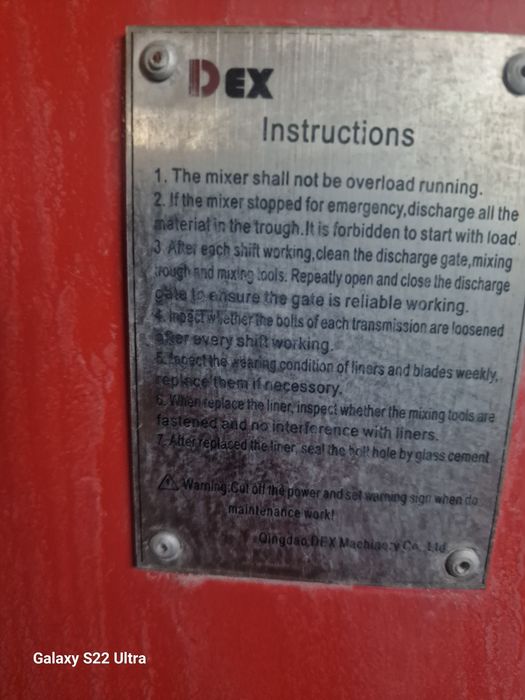 DEX
Instructions
1. The mixer shall not be overload running.
2. If the mixer stopped for emergency,discharge all the
material in the trough.It is forbidden to start with load.
3. After each shift working,clean the discharge gate,mixing
trough and mixing tools. Repeatly open and close the discharge
gate to ensure the gate is reliable working.
4. Inpect whether the bolts of each transmission are loosened
after every shift working.
5. Inpect the wearing condition of liners and blades weekly,
replace them if necessory.
6. When replace the liner, inspect whether the mixing tools are
fastened and no interference with liners.
7. After replaced the liner, seal the bolt hole by glass cement.
Warning:Cut off the power and set warning sign when do
maintenance work!
Qingdao DEX Machinery Co., Ltd.
Galaxy S22 Ultra